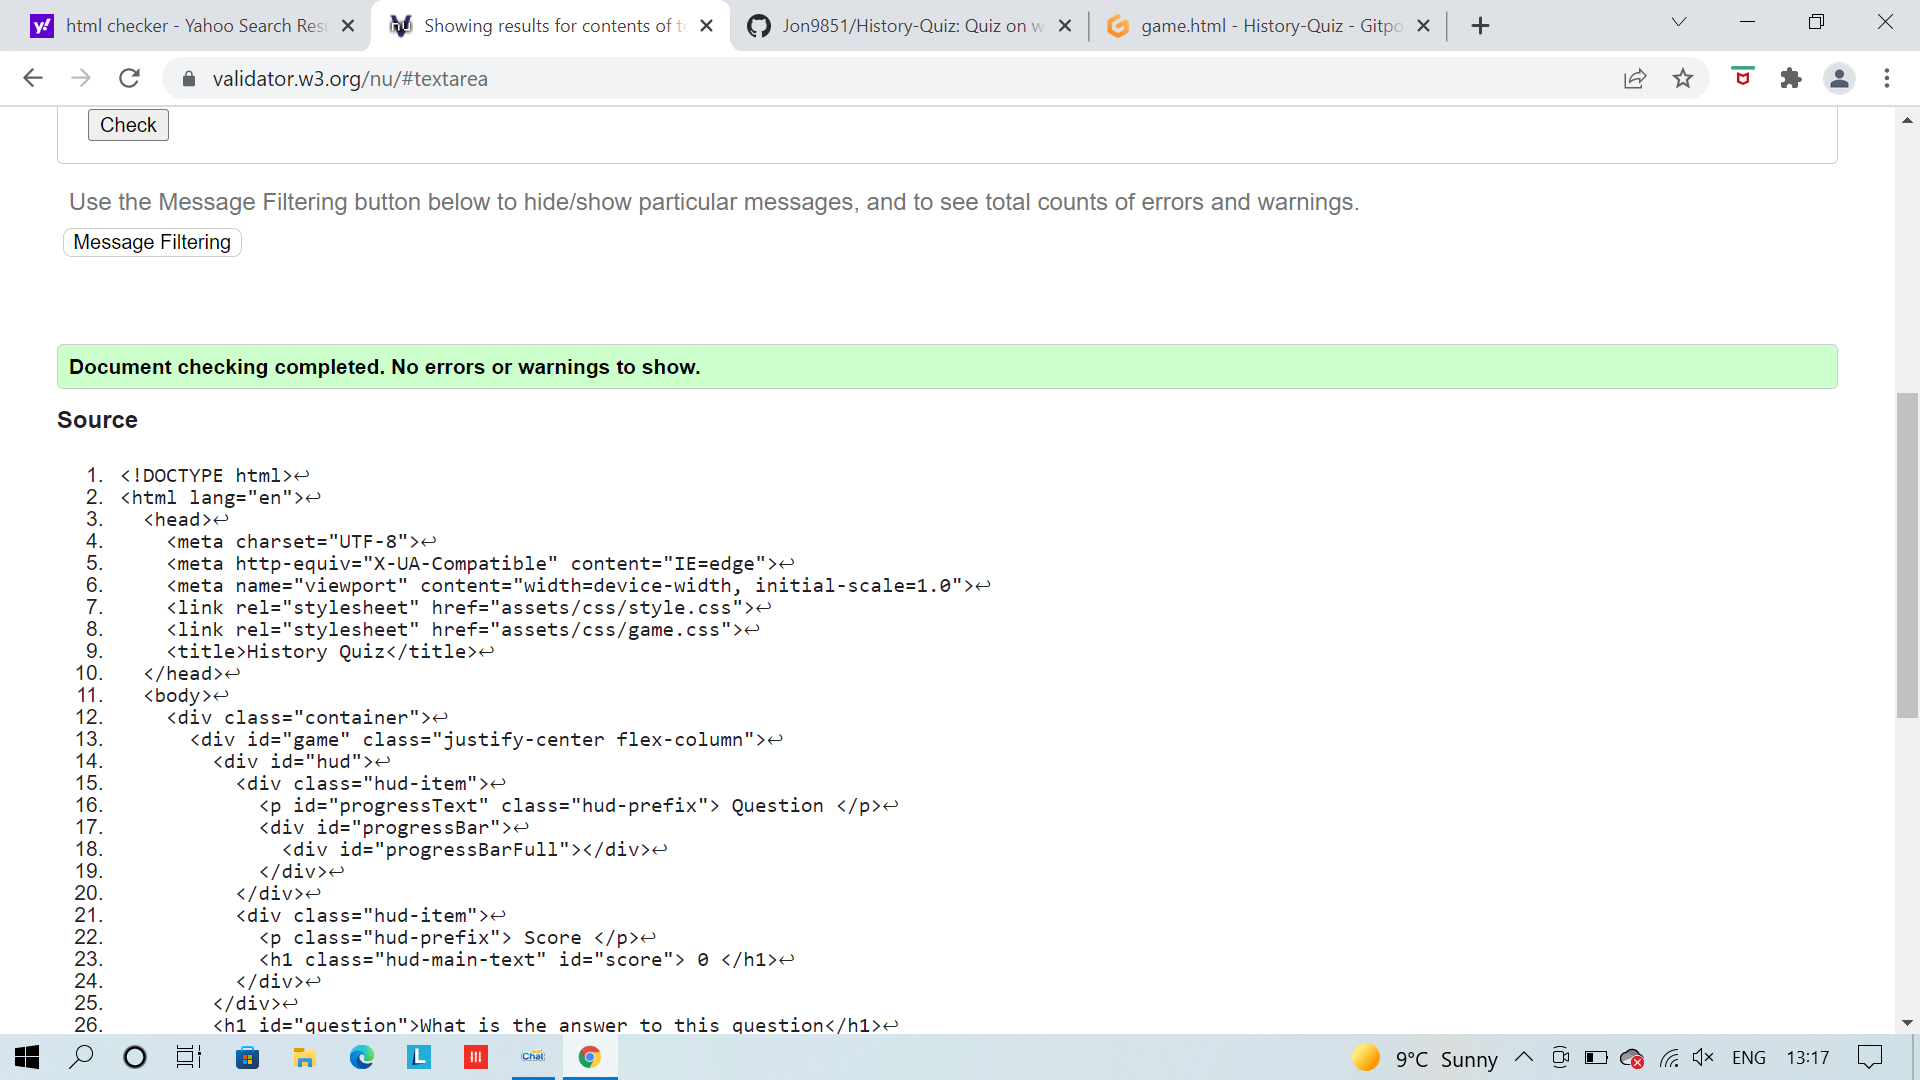 html checker - Yahoo Search Res
Showing results for contents of te
Jon9851/History-Quiz: Quiz on w
game.html - History-Quiz - Gitpo
validator.w3.org/nu/#textarea
Check
Use the Message Filtering button below to hide/show particular messages, and to see total counts of errors and warnings.
Message Filtering
Document checking completed. No errors or warnings to show.
Source
1. <!DOCTYPE html>↩
2. <html lang="en">↩
3. <head>↩
4. <meta charset="UTF-8">↩
5. <meta http-equiv="X-UA-Compatible" content="IE=edge">↩
6. <meta name="viewport" content="width=device-width, initial-scale=1.0">↩
7. <link rel="stylesheet" href="assets/css/style.css">↩
8. <link rel="stylesheet" href="assets/css/game.css">↩
9. <title>History Quiz</title>↩
10. </head>↩
11. <body>↩
12. <div class="container">↩
13. <div id="game" class="justify-center flex-column">↩
14. <div id="hud">↩
15. <div class="hud-item">↩
16. <p id="progressText" class="hud-prefix"> Question </p>↩
17. <div id="progressBar">↩
18. <div id="progressBarFull"></div>↩
19. </div>↩
20. </div>↩
21. <div class="hud-item">↩
22. <p class="hud-prefix"> Score </p>↩
23. <h1 class="hud-main-text" id="score"> 0 </h1>↩
24. </div>↩
25. </div>↩
26. <h1 id="question">What is the answer to this question</h1>↩
L
Chat
9°C Sunny
ENG
13:17